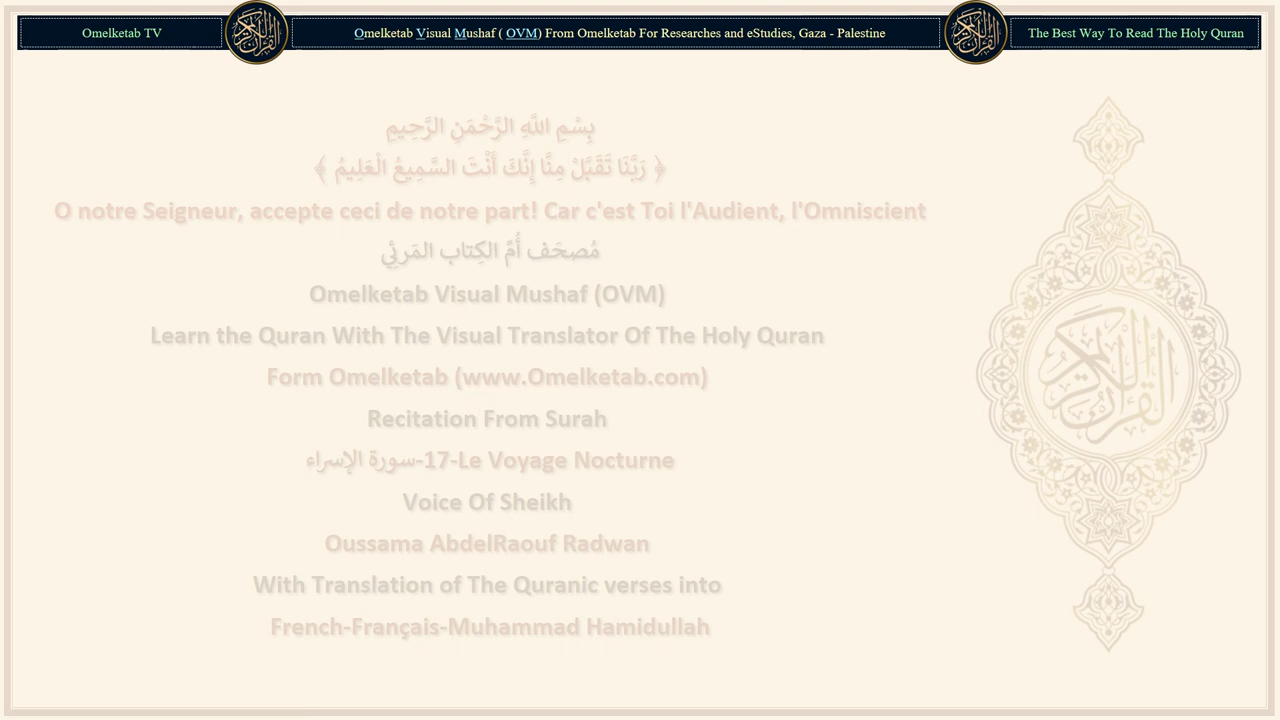 Omelketab TV
Omelketab Visual Mushaf ( OVM) From Omelketab For Researches and eStudies, Gaza - Palestine
The Best Way To Read The Holy Quran
بِسْمِ اللَّهِ الرَّحْمَنِ الرَّحِيمِ
﴿ رَبَّنَا تَقَبَّلْ مِنَّا إِنَّكَ أَنْتَ السَّمِيعُ الْعَلِيمُ ﴾
O notre Seigneur, accepte ceci de notre part! Car c'est Toi l'Audient, l'Omniscient
مُصحَف أُمِّ الكِتاب المَرئِي
Omelketab Visual Mushaf (OVM)
Learn the Quran With The Visual Translator Of The Holy Quran
Form Omelketab (www.Omelketab.com)
Recitation From Surah
سورة الإسراء-17-Le Voyage Nocturne
Voice Of Sheikh
Oussama AbdelRaouf Radwan
With Translation of The Quranic verses into
French-Français-Muhammad Hamidullah
القرآن الكريم